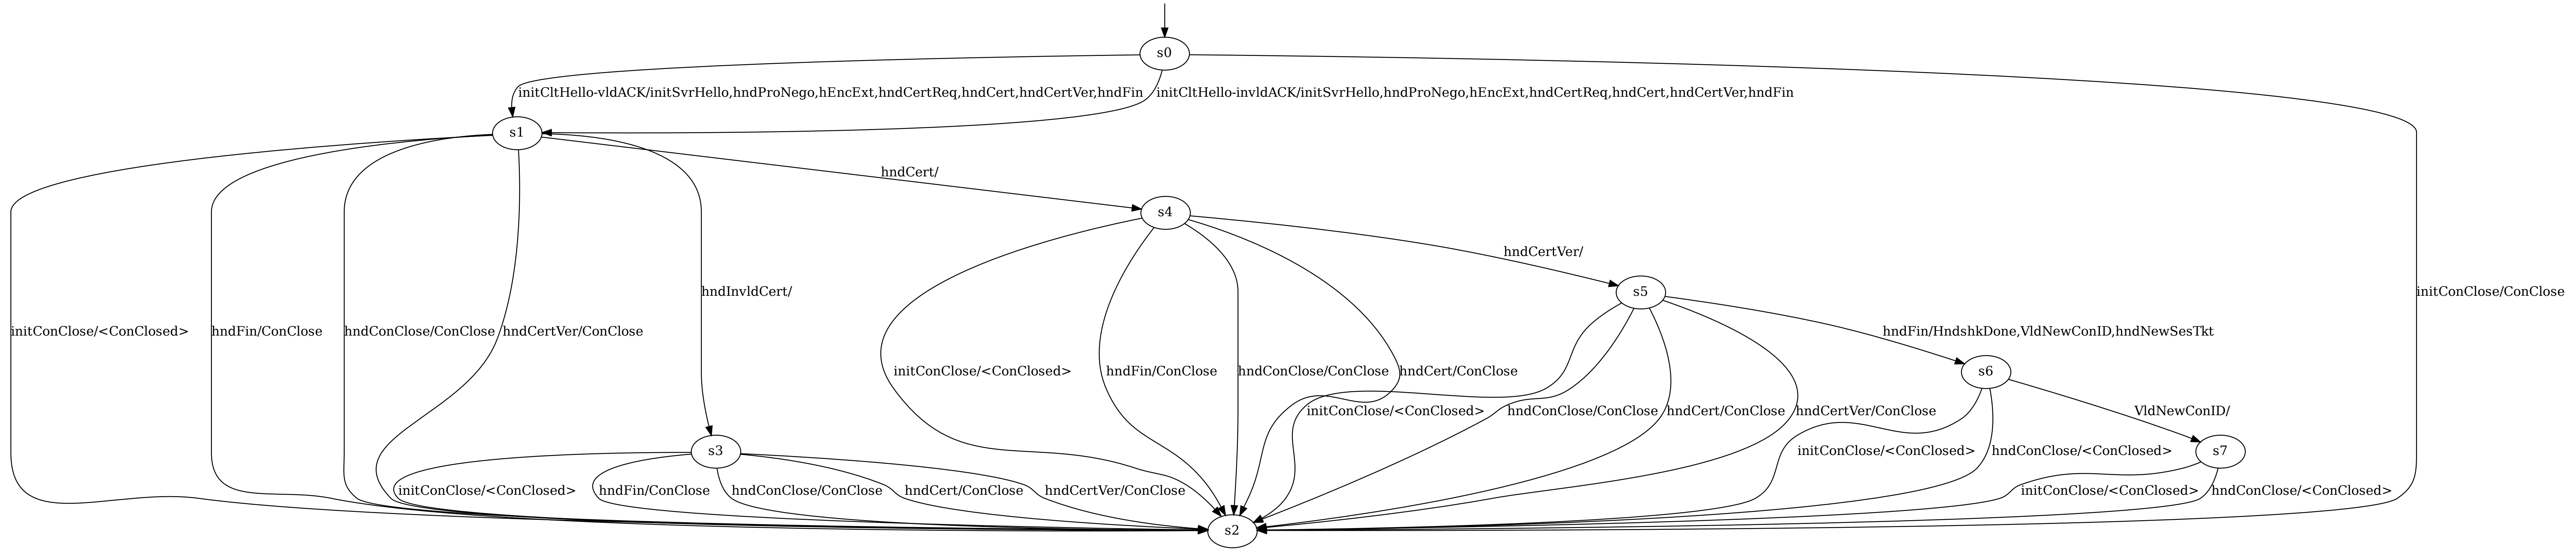 s0
initCltHello-vldACK/initSvrHello,hndProNego,hEncExt,hndCertReq,hndCert,hndCertVer,hndFin
initCltHello-invldACK/initSvrHello,hndProNego,hEncExt,hndCertReq,hndCert,hndCertVer,hndFin
s1
hndCert/
s4
hndCertVer/
hndInvldCert/
s5
initConClose/ConClose
initConClose/<ConClosed>
hndFin/ConClose
hndConClose/ConClose
hndCertVer/ConClose
hndFin/HndshkDone,VldNewConID,hndNewSesTkt
initConClose/<ConClosed>
hndFin/ConClose
hndConClose/ConClose
hndCert/ConClose
s6
initConClose/<ConClosed>
hndConClose/ConClose
hndCert/ConClose
hndCertVer/ConClose
VldNewConID/
s3
initConClose/<ConClosed>
hndConClose/<ConClosed>
s7
initConClose/<ConClosed>
hndFin/ConClose
hndConClose/ConClose
hndCert/ConClose
hndCertVer/ConClose
initConClose/<ConClosed>
hndConClose/<ConClosed>
s2